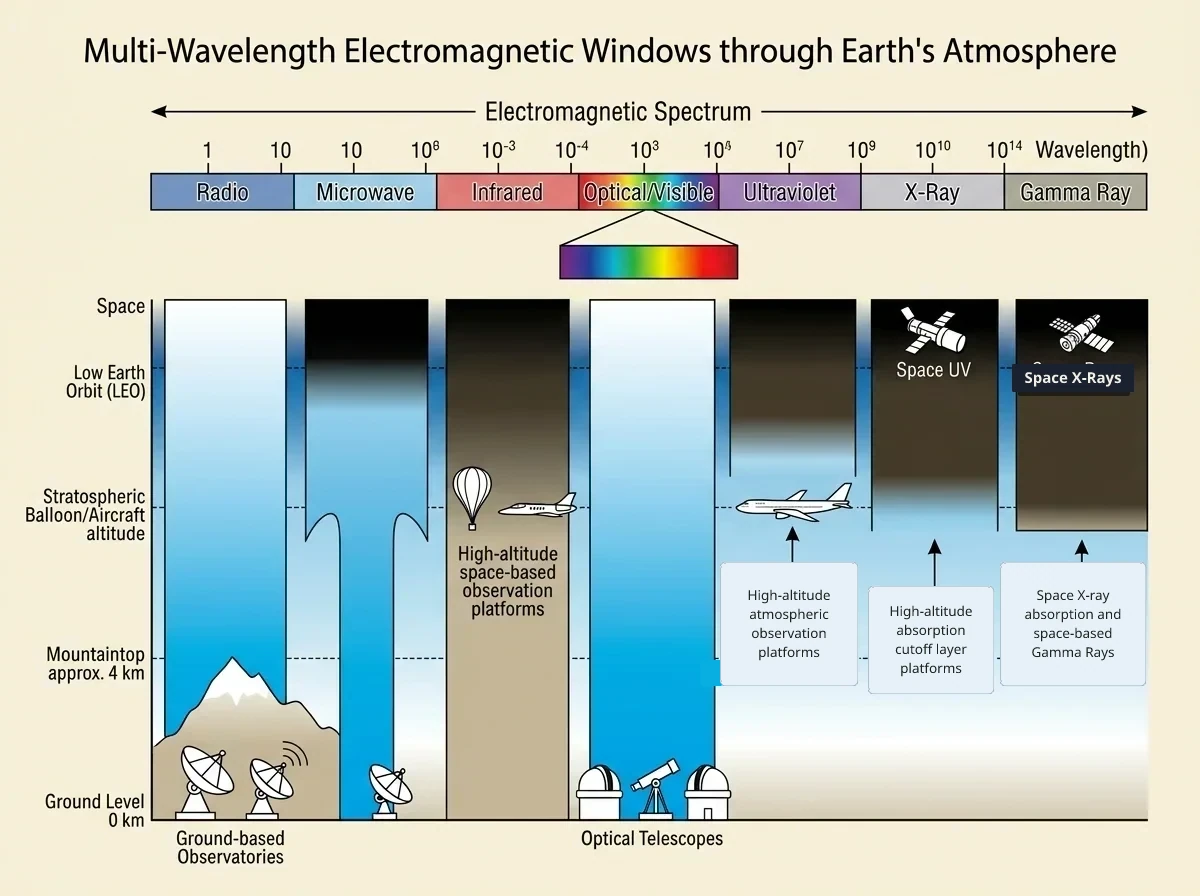 Multi-Wavelength Electromagnetic Windows through Earth's Atmosphere
Electromagnetic Spectrum
1 10 10 10⁶ 10⁻³ 10⁻⁴ 10³ 10⁷ 10⁹ 10¹⁰ 10¹⁴ Wavelength)
Radio Microwave Infrared Optical/Visible Ultraviolet X-Ray Gamma Ray
Space
Low Earth
Orbit (LEO)
Space UV
Space X-Rays
Stratospheric
Balloon/Aircraft
altitude
High-altitude
space-based
observation
platforms
High-altitude
atmospheric
observation
platforms
High-altitude
absorption
cutoff layer
platforms
Space X-ray
absorption and
space-based
Gamma Rays
Mountaintop
approx. 4 km
Ground Level
0 km
Ground-based
Observatories
Optical Telescopes